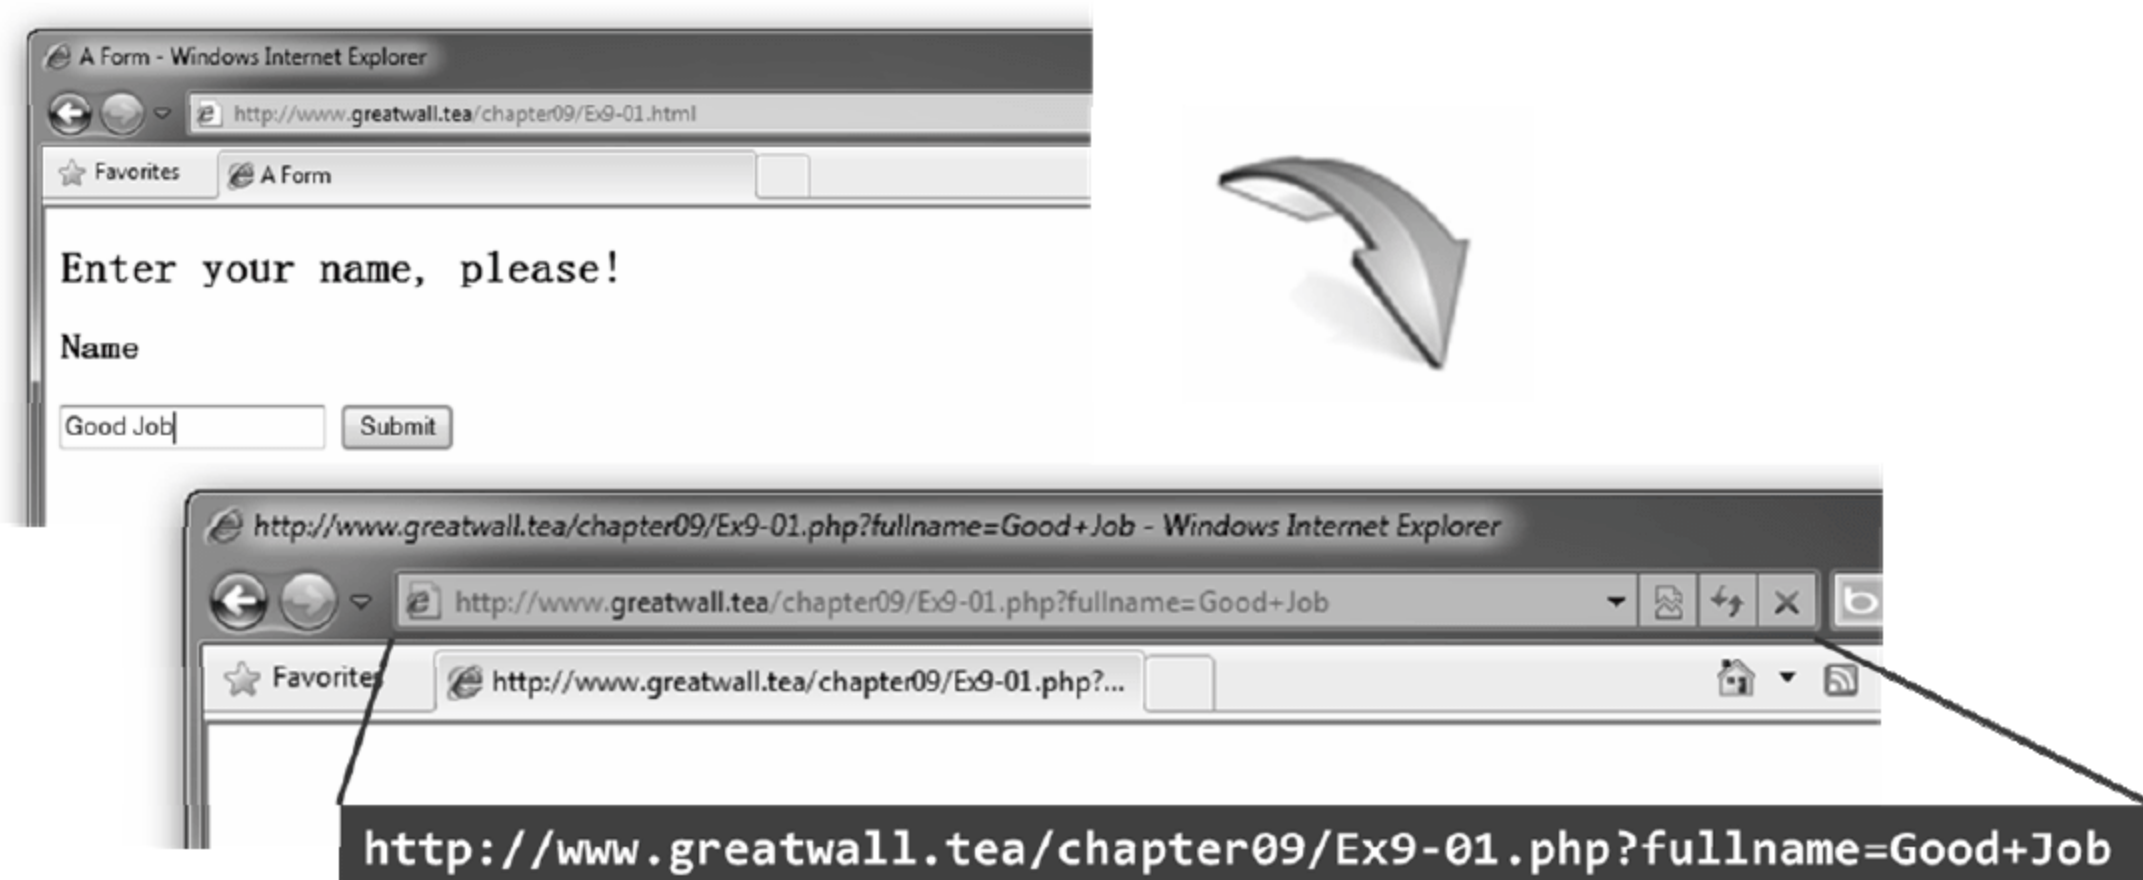 A Form - Windows Internet Explorer
http://www.greatwall.tea/chapter09/Ex9-01.html
Favorites A Form
Enter your name, please!
Name
Good Job Submit
http://www.greatwall.tea/chapter09/Ex9-01.php?fullname=Good+Job - Windows Internet Explorer
http://www.greatwall.tea/chapter09/Ex9-01.php?fullname=Good+Job
b
Favorites http://www.greatwall.tea/chapter09/Ex9-01.php?...
http://www.greatwall.tea/chapter09/Ex9-01.php?fullname=Good+Job